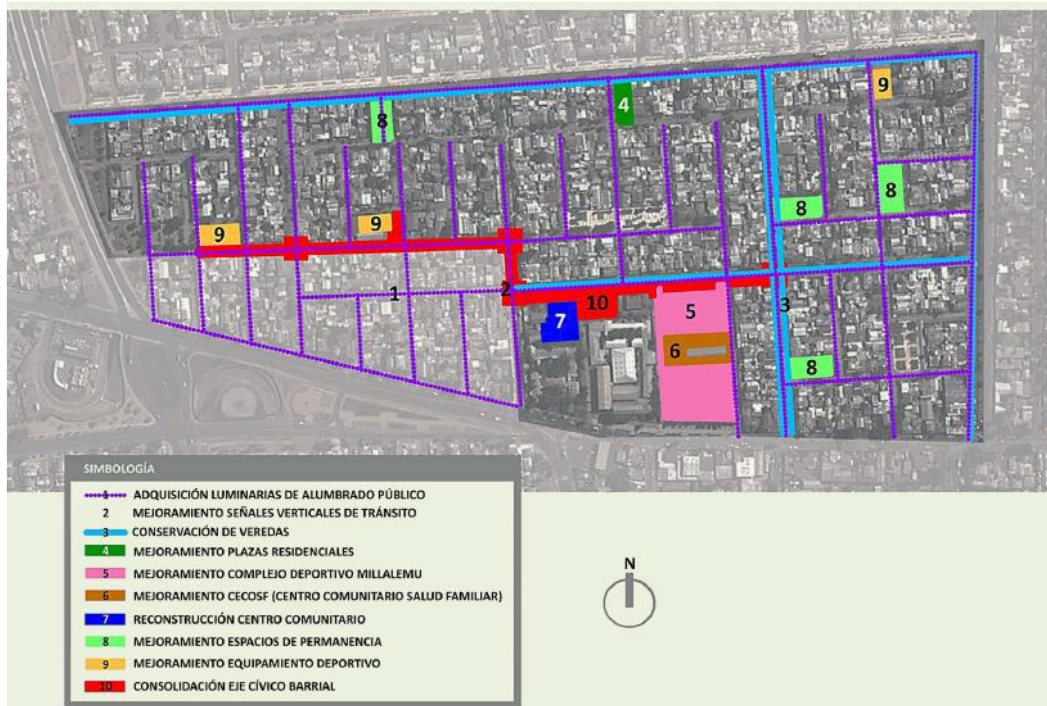 4
9
8
8
8
9
9
1
2
10
3
5
7
6
8
SIMBOLOGÍA
1 ADQUISICIÓN LUMINARIAS DE ALUMBRADO PÚBLICO
2 MEJORAMIENTO SEÑALES VERTICALES DE TRÁNSITO
3 CONSERVACIÓN DE VEREDAS
4 MEJORAMIENTO PLAZAS RESIDENCIALES
5 MEJORAMIENTO COMPLEJO DEPORTIVO MILLALEMU
6 MEJORAMIENTO CECOSF (CENTRO COMUNITARIO SALUD FAMILIAR)
7 RECONSTRUCCIÓN CENTRO COMUNITARIO
8 MEJORAMIENTO ESPACIOS DE PERMANENCIA
9 MEJORAMIENTO EQUIPAMIENTO DEPORTIVO
10 CONSOLIDACIÓN EJE CÍVICO BARRIAL
N